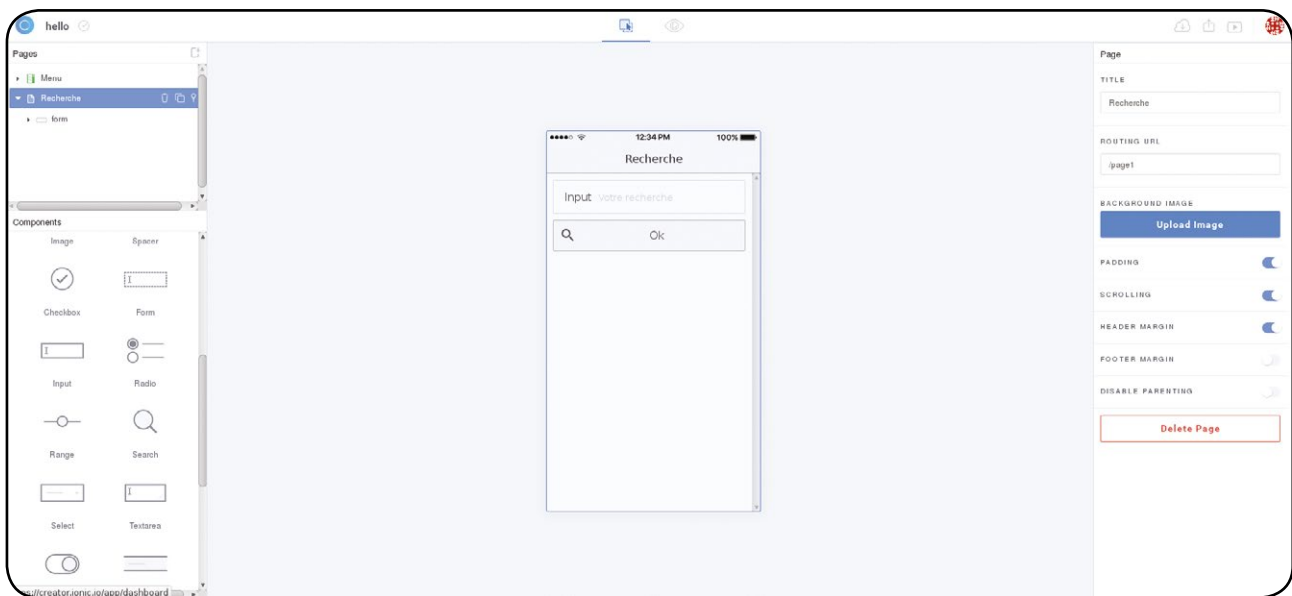 hello
Pages
Menu
Recherche
form
Components
Image Spacer
Checkbox Form
Input Radio
Range Search
Select Textarea
s://creator.ionic.io/app/dashboard
12:34 PM 100%
Recherche
Input Votre recherche
Ok
Page
TITLE
Recherche
ROUTING URL
/page1
BACKGROUND IMAGE
Upload Image
PADDING
SCROLLING
HEADER MARGIN
FOOTER MARGIN
DISABLE PARENTING
Delete Page